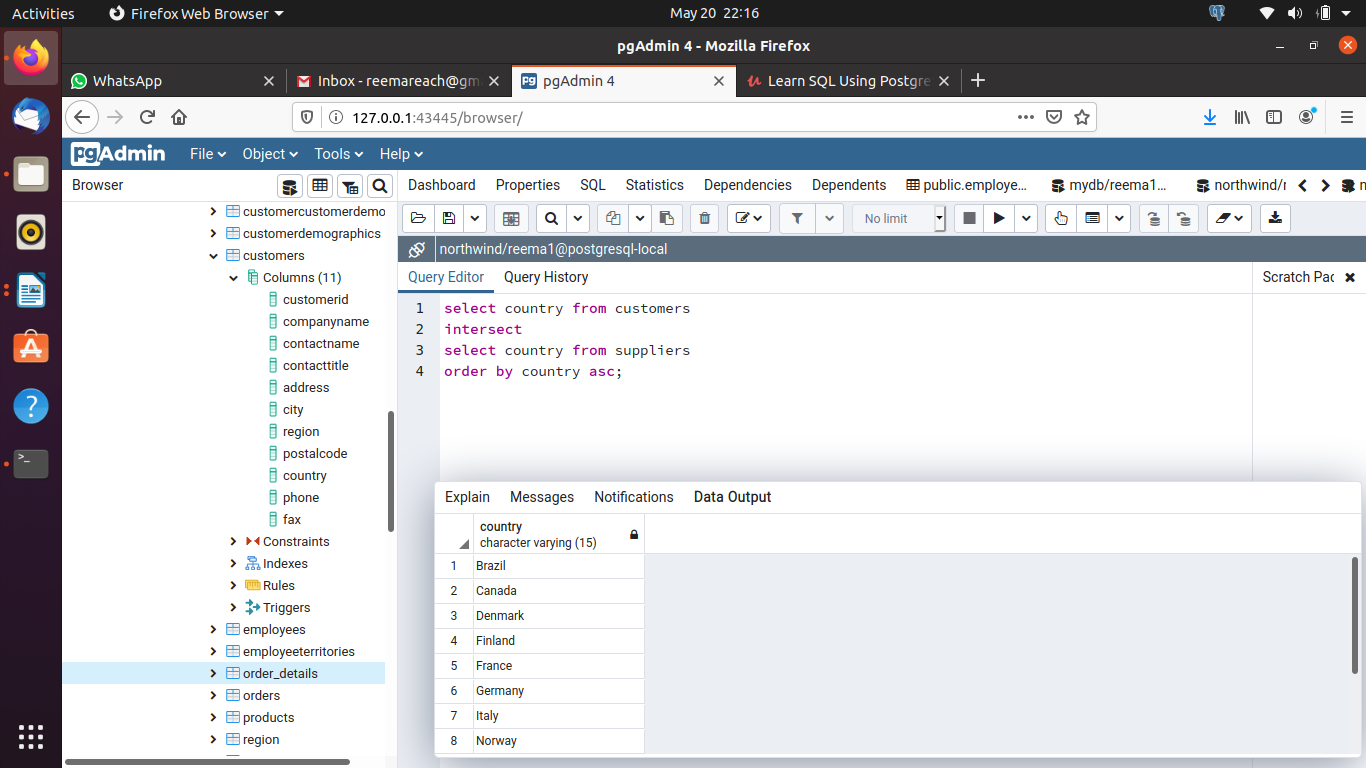 Activities Firefox Web Browser May 20 22:16
pgAdmin 4 - Mozilla Firefox
WhatsApp Inbox - reemareach@gm pgAdmin 4 Learn SQL Using Postgre
127.0.0.1:43445/browser/
pgAdmin File Object Tools Help
Browser Dashboard Properties SQL Statistics Dependencies Dependents public.employe... mydb/reema1... northwind/r
customercustomerdemo
customerdemographics
customers
Columns (11)
customerid
companyname
contactname
contacttitle
address
city
region
postalcode
country
phone
fax
Constraints
Indexes
Rules
Triggers
employees
employeeterritories
order_details
orders
products
region
No limit
northwind/reema1@postgresql-local
Query Editor Query History Scratch Pad
1 select country from customers
2 intersect
3 select country from suppliers
4 order by country asc;
Explain Messages Notifications Data Output
country
character varying (15)
1 Brazil
2 Canada
3 Denmark
4 Finland
5 France
6 Germany
7 Italy
8 Norway